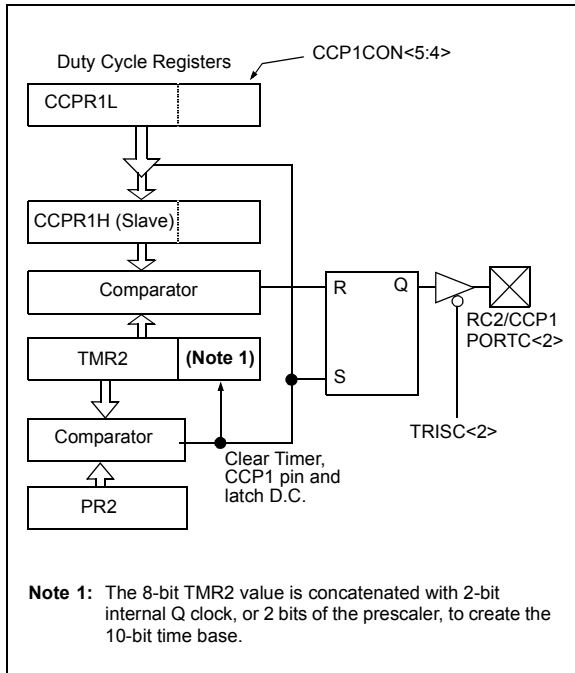 Duty Cycle Registers
CCP1CON<5:4>
CCPR1L
CCPR1H (Slave)
Comparator
R
Q
RC2/CCP1
PORTC<2>
TMR2
(Note 1)
S
TRISC<2>
Comparator
Clear Timer,
CCP1 pin and
latch D.C.
PR2
Note 1: The 8-bit TMR2 value is concatenated with 2-bit
internal Q clock, or 2 bits of the prescaler, to create the
10-bit time base.